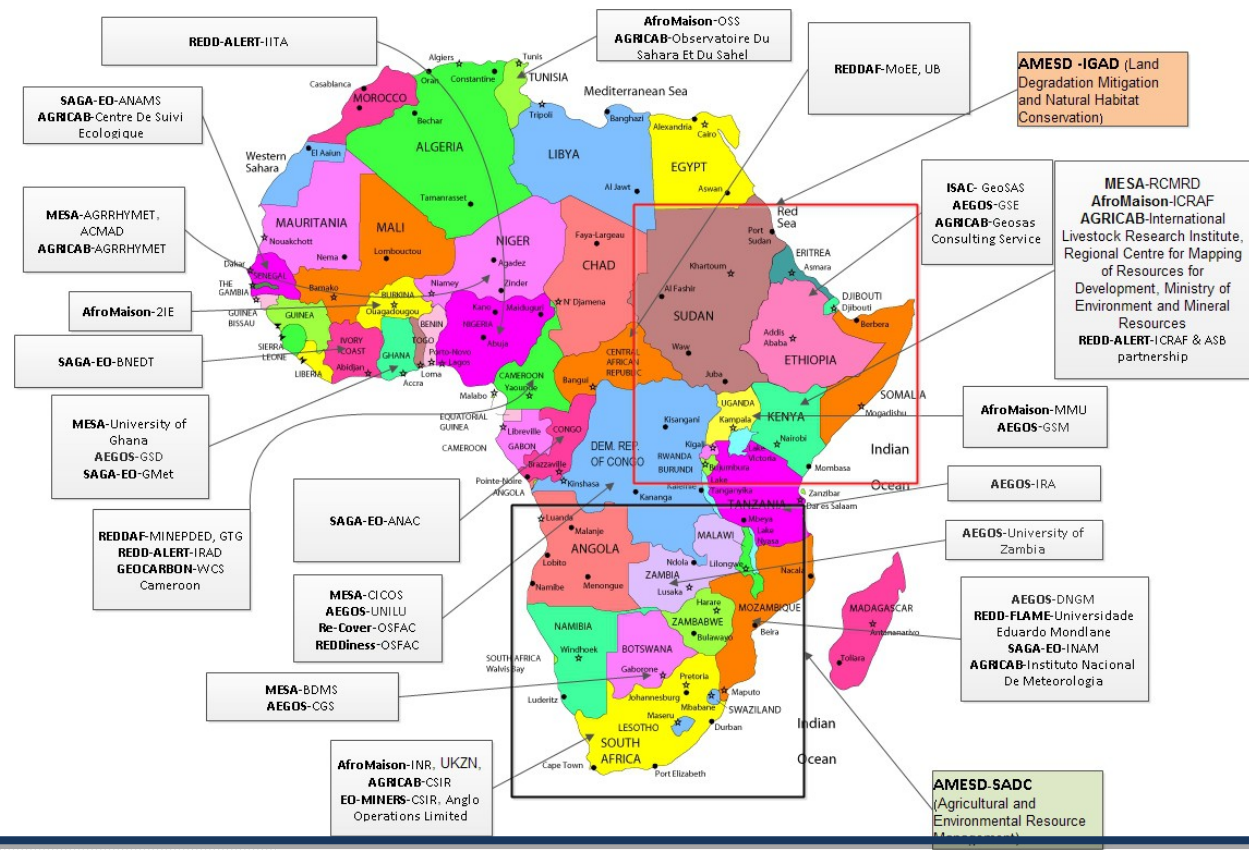 REDD-ALERT-IITA
AfroMaison-OSS
AGRICAB-Observatoire Du
Sahara Et Du Sahel
REDDAF-MoEE, UB
AMESD -IGAD (Land
Degradation Mitigation
and Natural Habitat
Conservation)
SAGA-EO-ANAMS
AGRICAB-Centre De Suivi
Ecologique
MESA-AGRRHYMET,
ACMAD
AGRICAB-AGRRHYMET
AfroMaison-2IE
SAGA-EO-BNEDT
MESA-University of
Ghana
AEGOS-GSD
SAGA-EO-GMet
REDDAF-MINEPDED, GTG
REDD-ALERT-IRAD
GEOCARBON-WCS
Cameroon
SAGA-EO-ANAC
MESA-CICOS
AEGOS-UNILU
Re-Cover-OSFAC
REDDiness-OSFAC
MESA-BDMS
AEGOS-CGS
AfroMaison-INR, UKZN,
AGRICAB-CSIR
EO-MINERS-CSIR, Anglo
Operations Limited
ISAC- GeoSAS
AEGOS-GSE
AGRICAB-Geosas
Consulting Service
MESA-RCMRD
AfroMaison-ICRAF
AGRICAB-International
Livestock Research Institute,
Regional Centre for Mapping
of Resources for
Development, Ministry of
Environment and Mineral
Resources
REDD-ALERT-ICRAF & ASB
partnership
AfroMaison-MMU
AEGOS-GSM
AEGOS-IRA
AEGOS-University of
Zambia
AEGOS-DNGM
REDD-FLAME-Universidade
Eduardo Mondlane
SAGA-EO-INAM
AGRICAB-Instituto Nacional
De Meteorologia
AMESD-SADC
(Agricultural and
Environmental Resource
Management)
Algiers
Tunis
Oran
Constantine
TUNISIA
Casablanca
MOROCCO
Mediterranean Sea
Tripoli
Banghazi
Alexandria
Cairo
Bechar
ALGERIA
LIBYA
EGYPT
Western
Sahara
El Aaiun
Tamanrasset
Al Jawt
Aswan
Red
Sea
Port
Sudan
MAURITANIA
Nouakchott
Nema
MALI
Lombouctou
NIGER
Agadez
Zinder
Faya-Largeau
CHAD
Khartoum
ERITREA
Asmara
Dakar
SENEGAL
THE
GAMBIA
GUINEA
BISSAU
Bamako
BURKINA
Ouagadougou
Niamey
N' Djamena
Al Fashir
SUDAN
DJIBOUTI
Djibouti
Berbera
GUINEA
SIERRA
LEONE
LIBERIA
IVORY
COAST
Abidjan
GHANA
Accra
TOGO
BENIN
Loma
Porto-Novo
Lagos
Kano
Maiduguri
NIGERIA
Abuja
Addis
Ababa
ETHIOPIA
Waw
Juba
CENTRAL
AFRICAN
REPUBLIC
Bangui
CAMEROON
Yaounde
Malabo
EQUATORIAL
GUINEA
CAMEROON
Libreville
GABON
CONGO
Brazzaville
Pointe-Noire
ANGOLA
Kinshasa
DEM. REP.
OF CONGO
Kisangani
Kananga
Kalemie
UGANDA
Kampala
KENYA
Nairobi
Mombasa
SOMALIA
Mogadishu
Indian
Ocean
Kigali
RWANDA
BURUNDI
Bujumbura
Lake
Victoria
Lake
Tanganyika
TANZANIA
Zanzibar
Dar es Salaam
Mbeya
Lake
Nyasa
Luanda
Malanje
ANGOLA
Lobito
Namibe
Menongue
MALAWI
Ndola
Lilongwe
ZAMBIA
Lusaka
Nacala
Harare
ZAMBABWE
Bulawayo
MOZAMBIQUE
Beira
MADAGASCAR
Antananarivo
Toliara
NAMIBIA
Windhoek
SOUTH AFRICA
Walvis Bay
Luderitz
BOTSWANA
Gaborone
Pretoria
Johannesburg
Mbabane
Maputo
SWAZILAND
Maseru
LESOTHO
Durban
SOUTH
AFRICA
Cape Town
Port Elizabeth
Indian
Ocean